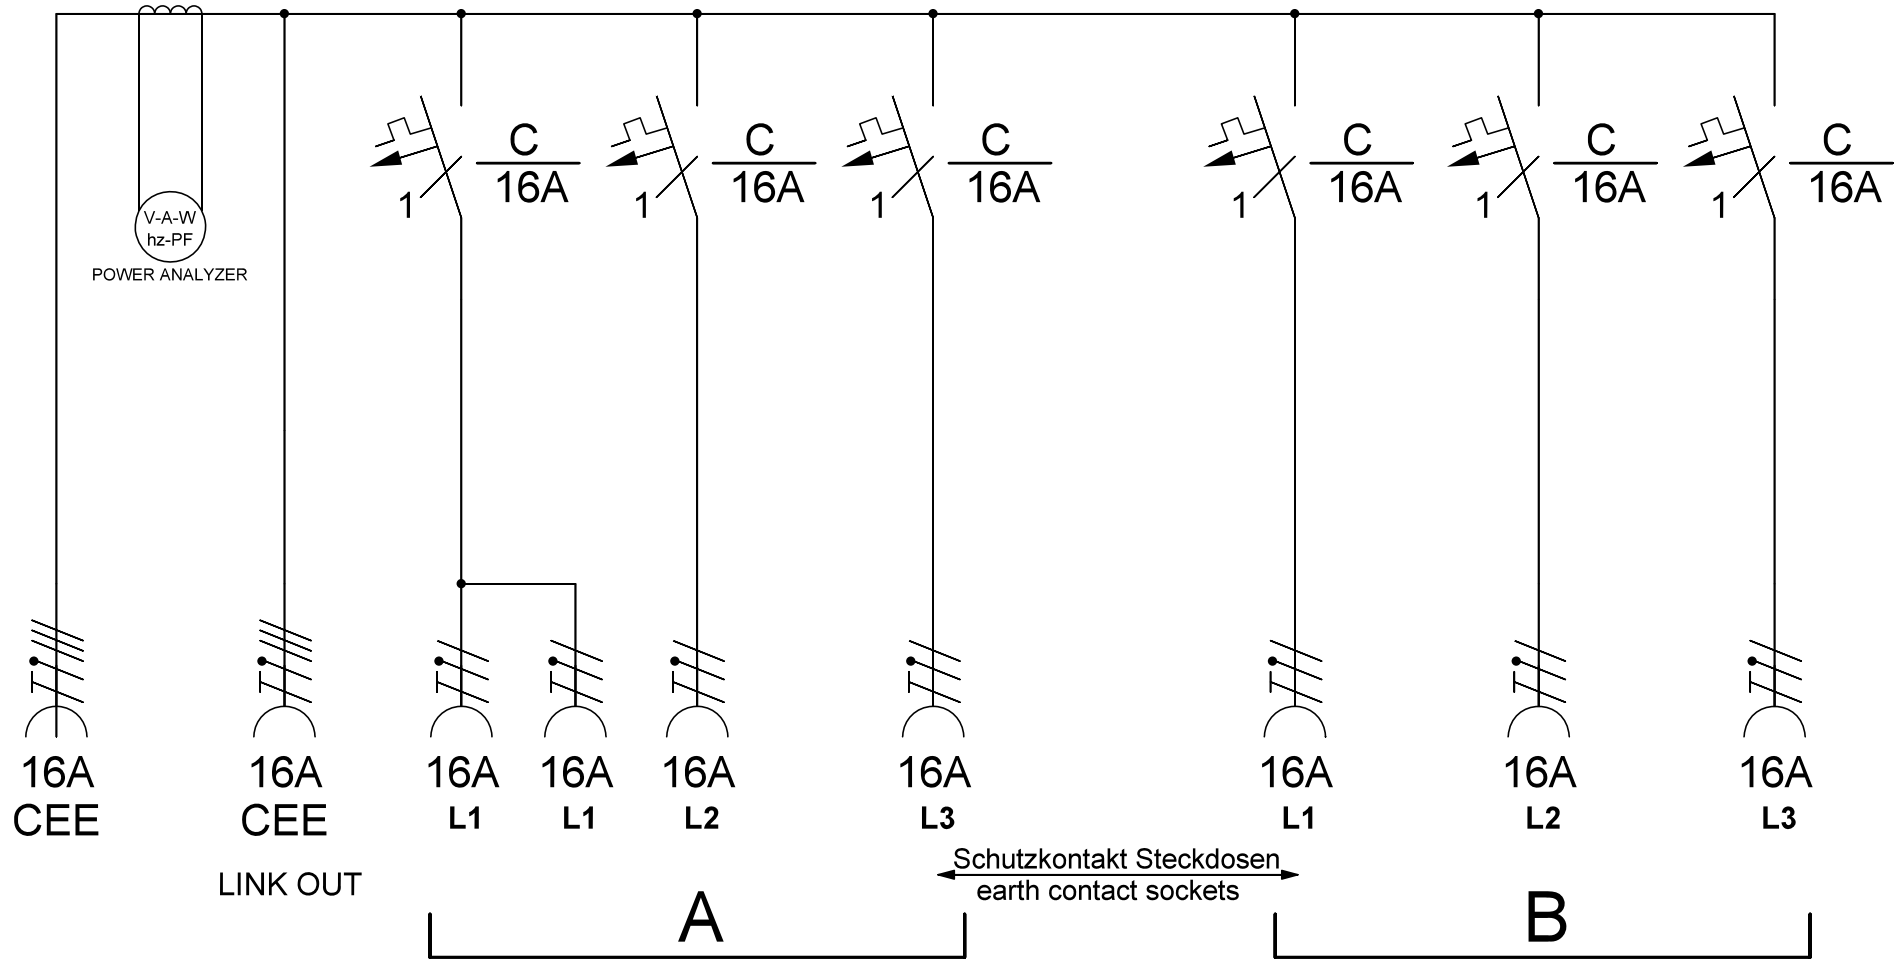 V-A-W
hz-PF
POWER ANALYZER
C
16A
1
C
16A
1
C
16A
1
C
16A
1
C
16A
1
C
16A
1
16A
CEE
16A
CEE
LINK OUT
16A
L1
16A
L1
16A
L2
16A
L3
16A
L1
16A
L2
16A
L3
Schutzkontakt Steckdosen
earth contact sockets
A
B